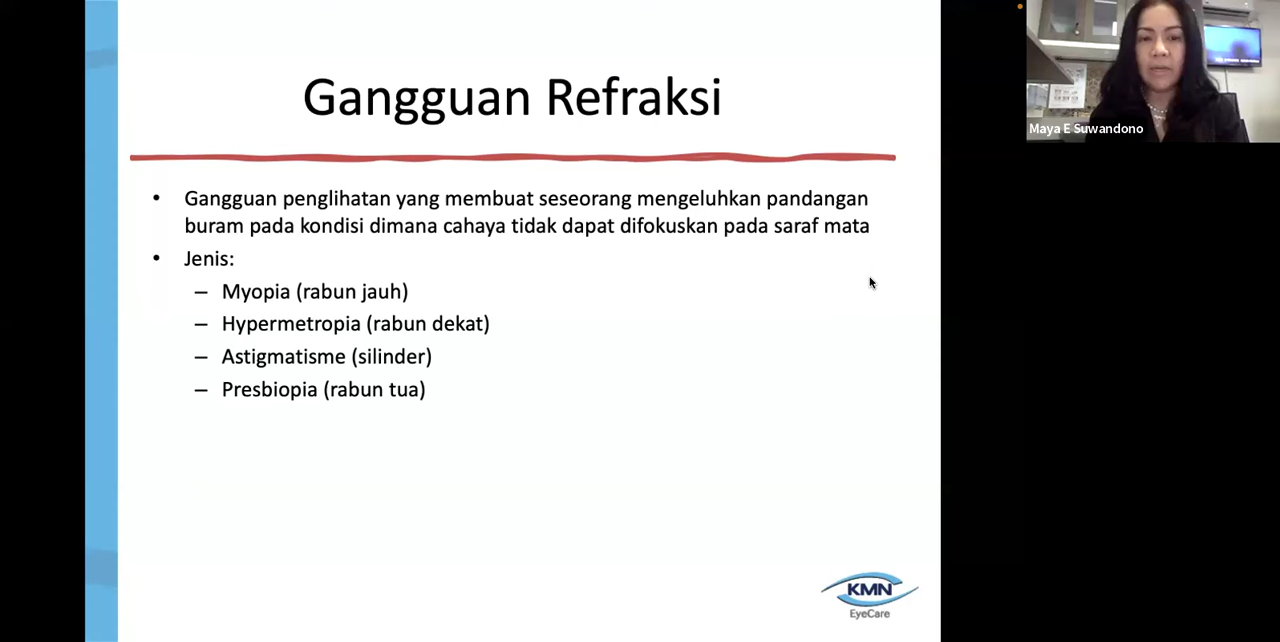 Gangguan Refraksi
Maya E Suwandono
• Gangguan penglihatan yang membuat seseorang mengeluhkan pandangan
buram pada kondisi dimana cahaya tidak dapat difokuskan pada saraf mata
• Jenis:
– Myopia (rabun jauh)
– Hypermetropia (rabun dekat)
– Astigmatisme (silinder)
– Presbiopia (rabun tua)
KMN
EyeCare